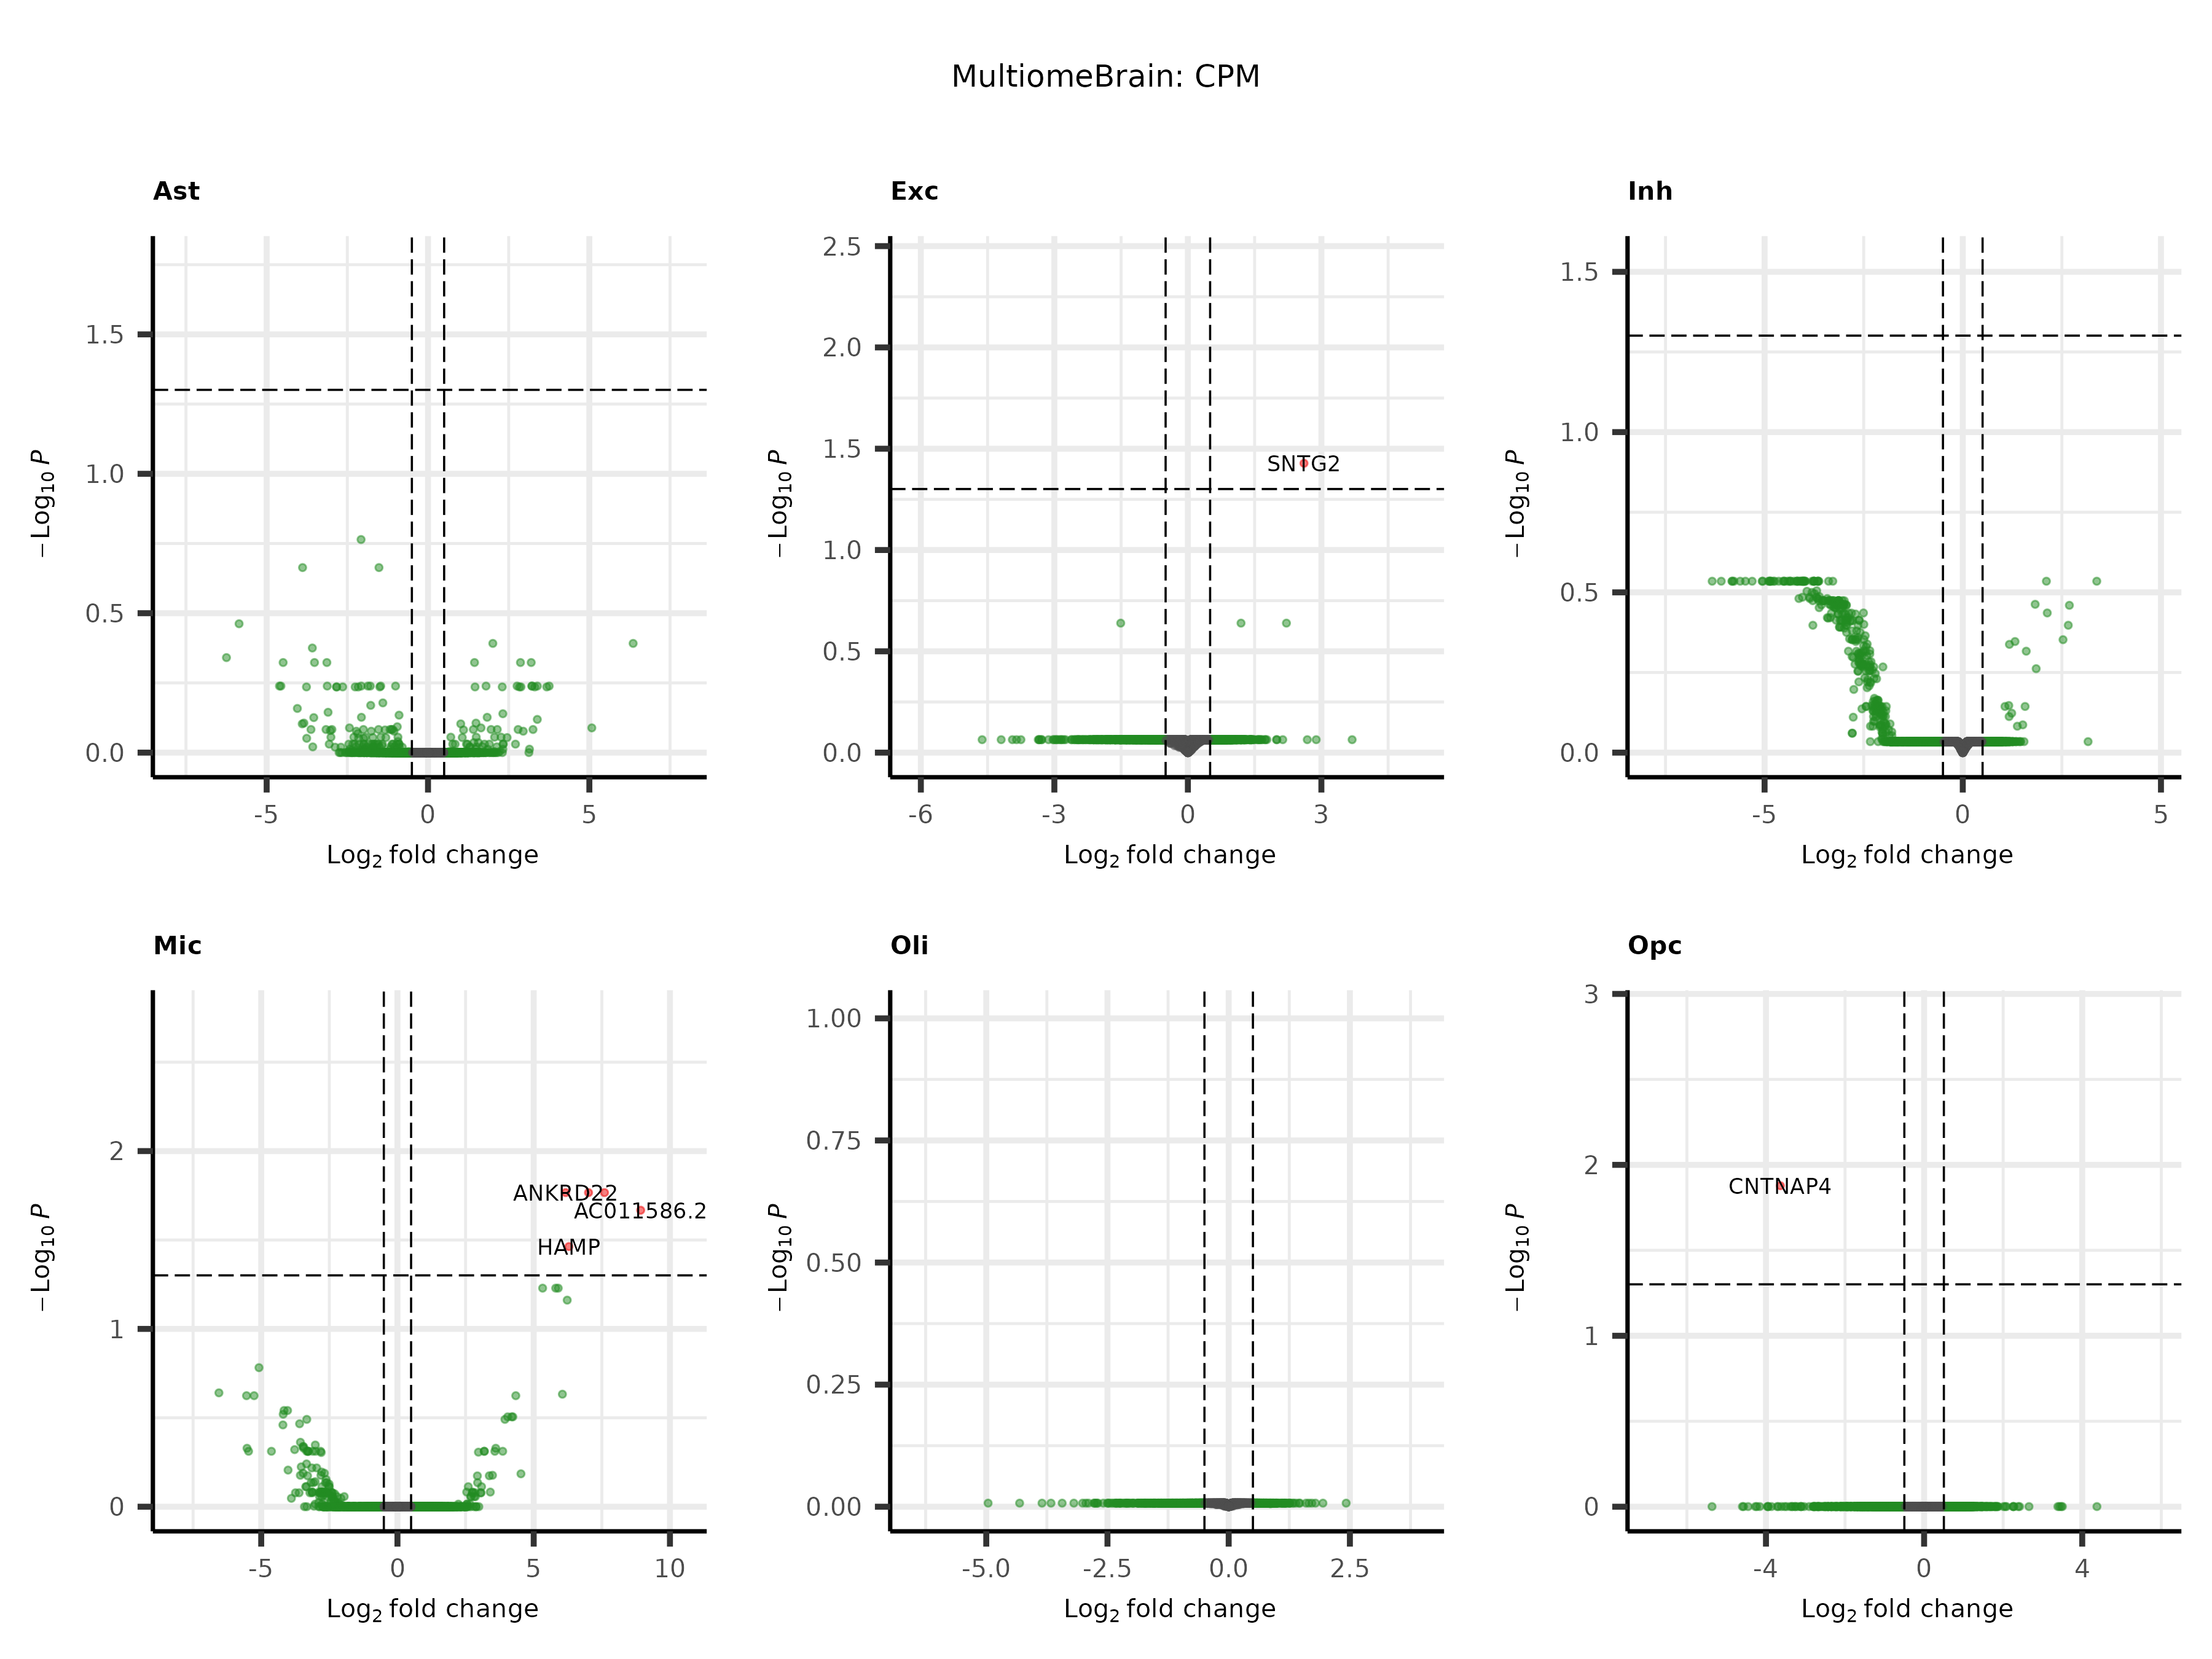 MultiomeBrain: CPM
Ast
1.5
1.0
0.5
0.0
−Log10 P
-5 0 5
Log2 fold change
Exc
2.5
2.0
1.5
1.0
0.5
0.0
−Log10 P
SNTG2
-6 -3 0 3
Log2 fold change
Inh
1.5
1.0
0.5
0.0
−Log10 P
-5 0 5
Log2 fold change
Mic
2
1
0
−Log10 P
ANKRD22
AC011586.2
HAMP
-5 0 5 10
Log2 fold change
Oli
1.00
0.75
0.50
0.25
0.00
−Log10 P
-5.0 -2.5 0.0 2.5
Log2 fold change
Opc
3
2
1
0
−Log10 P
CNTNAP4
-4 0 4
Log2 fold change